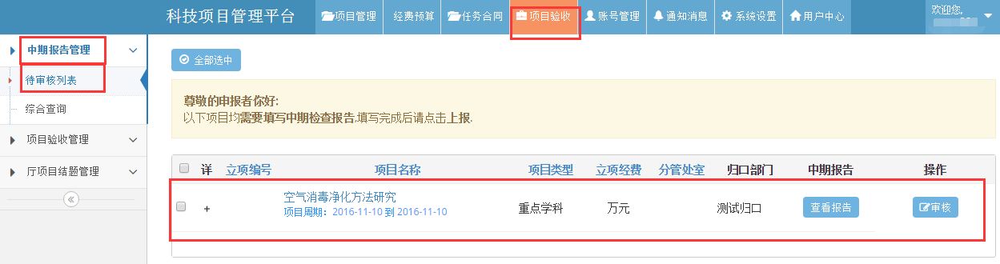 科技项目管理平台 项目管理 经费预算 任务合同 项目验收 账号管理 通知消息 系统设置 用户中心 欢迎您,
中期报告管理
待审核列表
综合查询
项目验收管理
厅项目结题管理
全部选中
尊敬的申报者你好:
以下项目均需要填写中期检查报告,填写完成后请点击上报.
详 立项编号 项目名称 项目类型 立项经费 分管处室 归口部门 中期报告 操作
+ 空气消毒净化方法研究 重点学科 万元 测试归口 查看报告 审核
项目周期：2016-11-10 到 2016-11-10